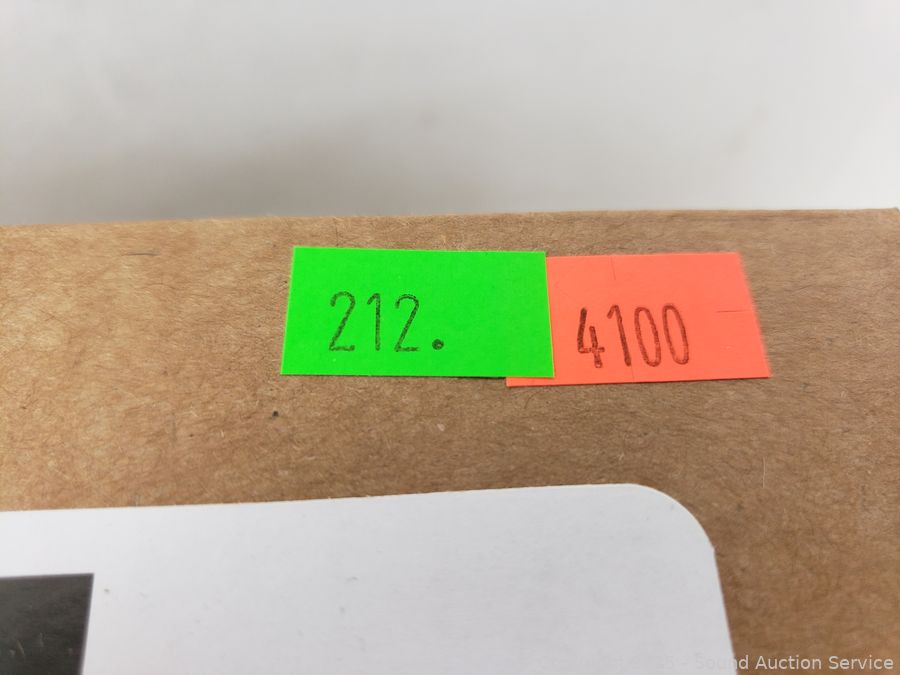 212.
4100
Sound Auction Service